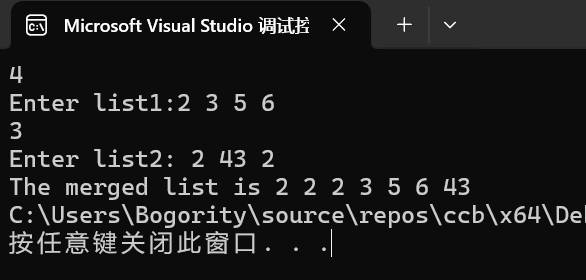 Microsoft Visual Studio 调试控
4
Enter list1:2 3 5 6
3
Enter list2: 2 43 2
The merged list is 2 2 2 3 5 6 43
C:\Users\Bogority\source\repos\ccb\x64\De
按任意键关闭此窗口. . .